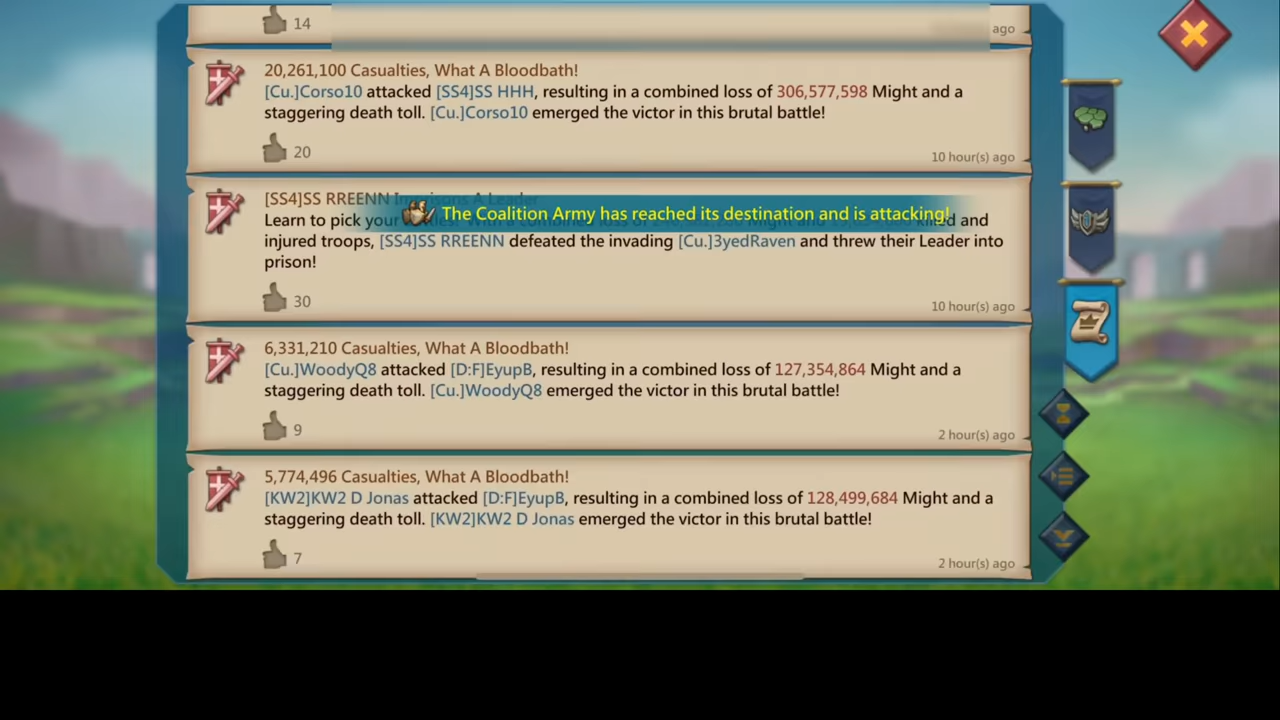 14
ago
20,261,100 Casualties, What A Bloodbath!
[Cu.]Corso10 attacked [SS4]SS HHH, resulting in a combined loss of 306,577,598 Might and a
staggering death toll. [Cu.]Corso10 emerged the victor in this brutal battle!
20
10 hour(s) ago
[SS4]SS RREENN Imprisons A Leader
The Coalition Army has reached its destination and is attacking!
Learn to pick your and
injured troops, [SS4]SS RREENN defeated the invading [Cu.]3yedRaven and threw their Leader into
prison!
30
10 hour(s) ago
6,331,210 Casualties, What A Bloodbath!
[Cu.]WoodyQ8 attacked [D:F]EyupB, resulting in a combined loss of 127,354,864 Might and a
staggering death toll. [Cu.]WoodyQ8 emerged the victor in this brutal battle!
9
2 hour(s) ago
5,774,496 Casualties, What A Bloodbath!
[KW2]KW2 D Jonas attacked [D:F]EyupB, resulting in a combined loss of 128,499,684 Might and a
staggering death toll. [KW2]KW2 D Jonas emerged the victor in this brutal battle!
7
2 hour(s) ago